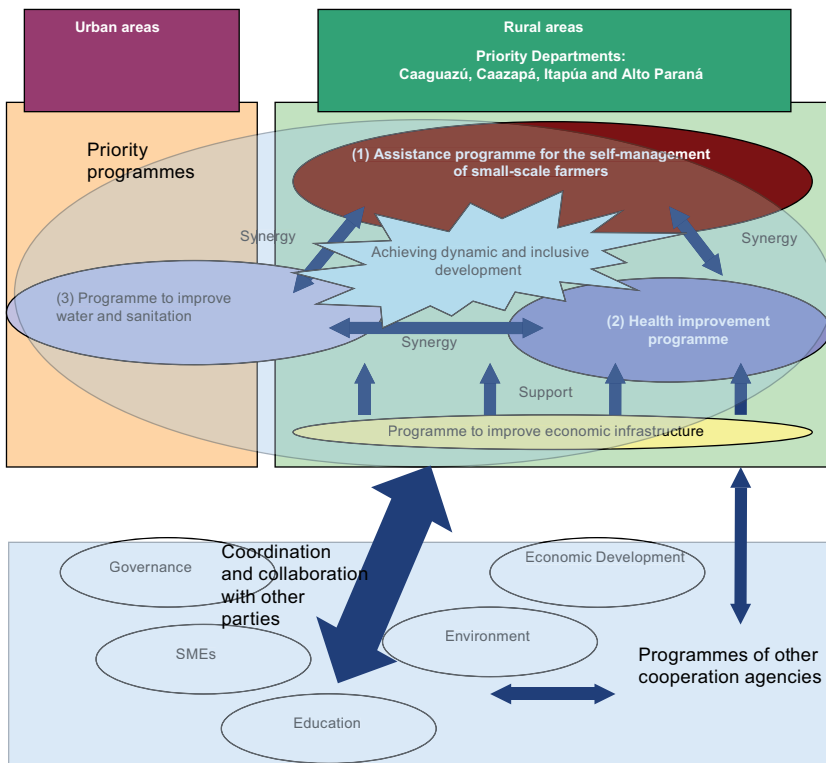 Urban areas
Rural areas
Priority Departments:
Caaguazú, Caazapá, Itapúa and Alto Paraná
Priority
programmes
(1) Assistance programme for the self-management
of small-scale farmers
Synergy
Achieving dynamic and inclusive
development
Synergy
(3) Programme to improve
water and sanitation
(2) Health improvement
programme
Synergy
Support
Programme to improve economic infrastructure
Coordination
and collaboration
with other
parties
Governance
Economic Development
SMEs
Environment
Programmes of other
cooperation agencies
Education